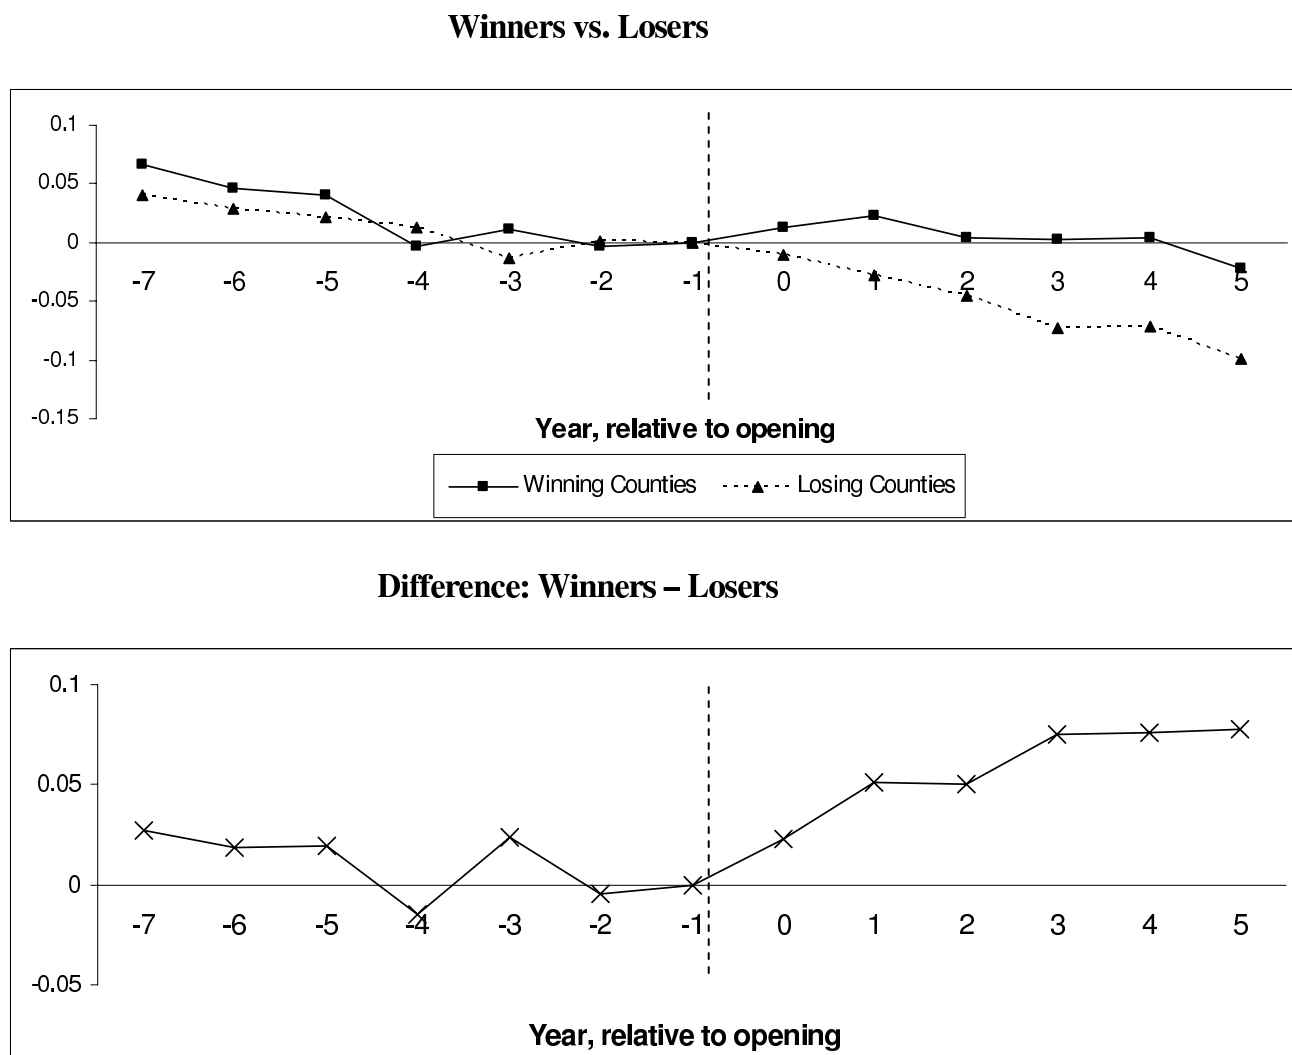 Winners vs. Losers
0.1
0.05
0
-0.05
-0.1
-0.15
-7 -6 -5 -4 -3 -2 -1 0 1 2 3 4 5
Year, relative to opening
Winning Counties Losing Counties
Difference: Winners – Losers
0.1
0.05
0
-0.05
-7 -6 -5 -4 -3 -2 -1 0 1 2 3 4 5
Year, relative to opening